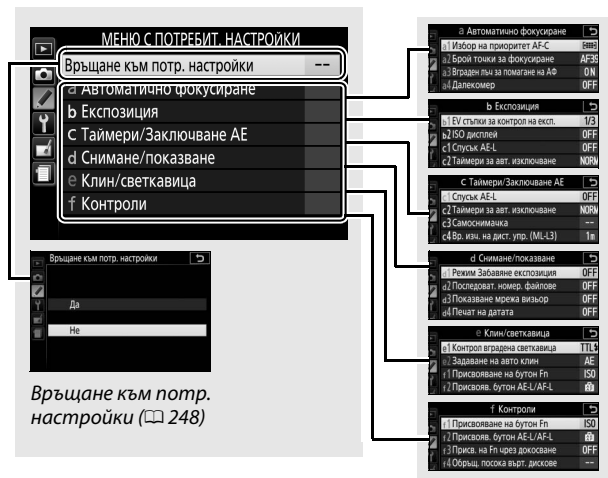 МЕНЮ С ПОТРЕБИТ. НАСТРОЙКИ
Връщане към потр. настройки --
a Автоматично фокусиране
b Експозиция
c Таймери/Заключване AE
d Снимане/показване
e Клин/светкавица
f Контроли
Връщане към потр. настройки
Да
Не
Връщане към потр.
настройки (248)
a Автоматично фокусиране
a1 Избор на приоритет AF-C
a2 Брой точки за фокусиране AF39
a3 Вграден лъч за помагане на АФ ON
a4 Далекомер OFF
b Експозиция
b1 EV стъпки за контрол на експ. 1/3
b2 ISO дисплей OFF
c1 Спусък AE-L OFF
c2 Таймери за авт. изключване NORM
c Таймери/Заключване AE
c1 Спусък AE-L OFF
c2 Таймери за авт. изключване NORM
c3 Самоснимачка --
c4 Вр. изч. на дист. упр. (ML-L3) 1m
d Снимане/показване
d1 Режим Забавяне експозиция OFF
d2 Последоват. номер. файлове OFF
d3 Показване мрежа визьор OFF
d4 Печат на датата OFF
e Клин/светкавица
e1 Контрол вградена светкавица TTL
e2 Задаване на авто клин AE
f1 Присвояване на бутон Fn ISO
f2 Присвояв. бутон AE-L/AF-L
f Контроли
f1 Присвояване на бутон Fn ISO
f2 Присвояв. бутон AE-L/AF-L
f3 Присв. на Fn чрез докосване OFF
f4 Обръщ. посока върт. дискове --